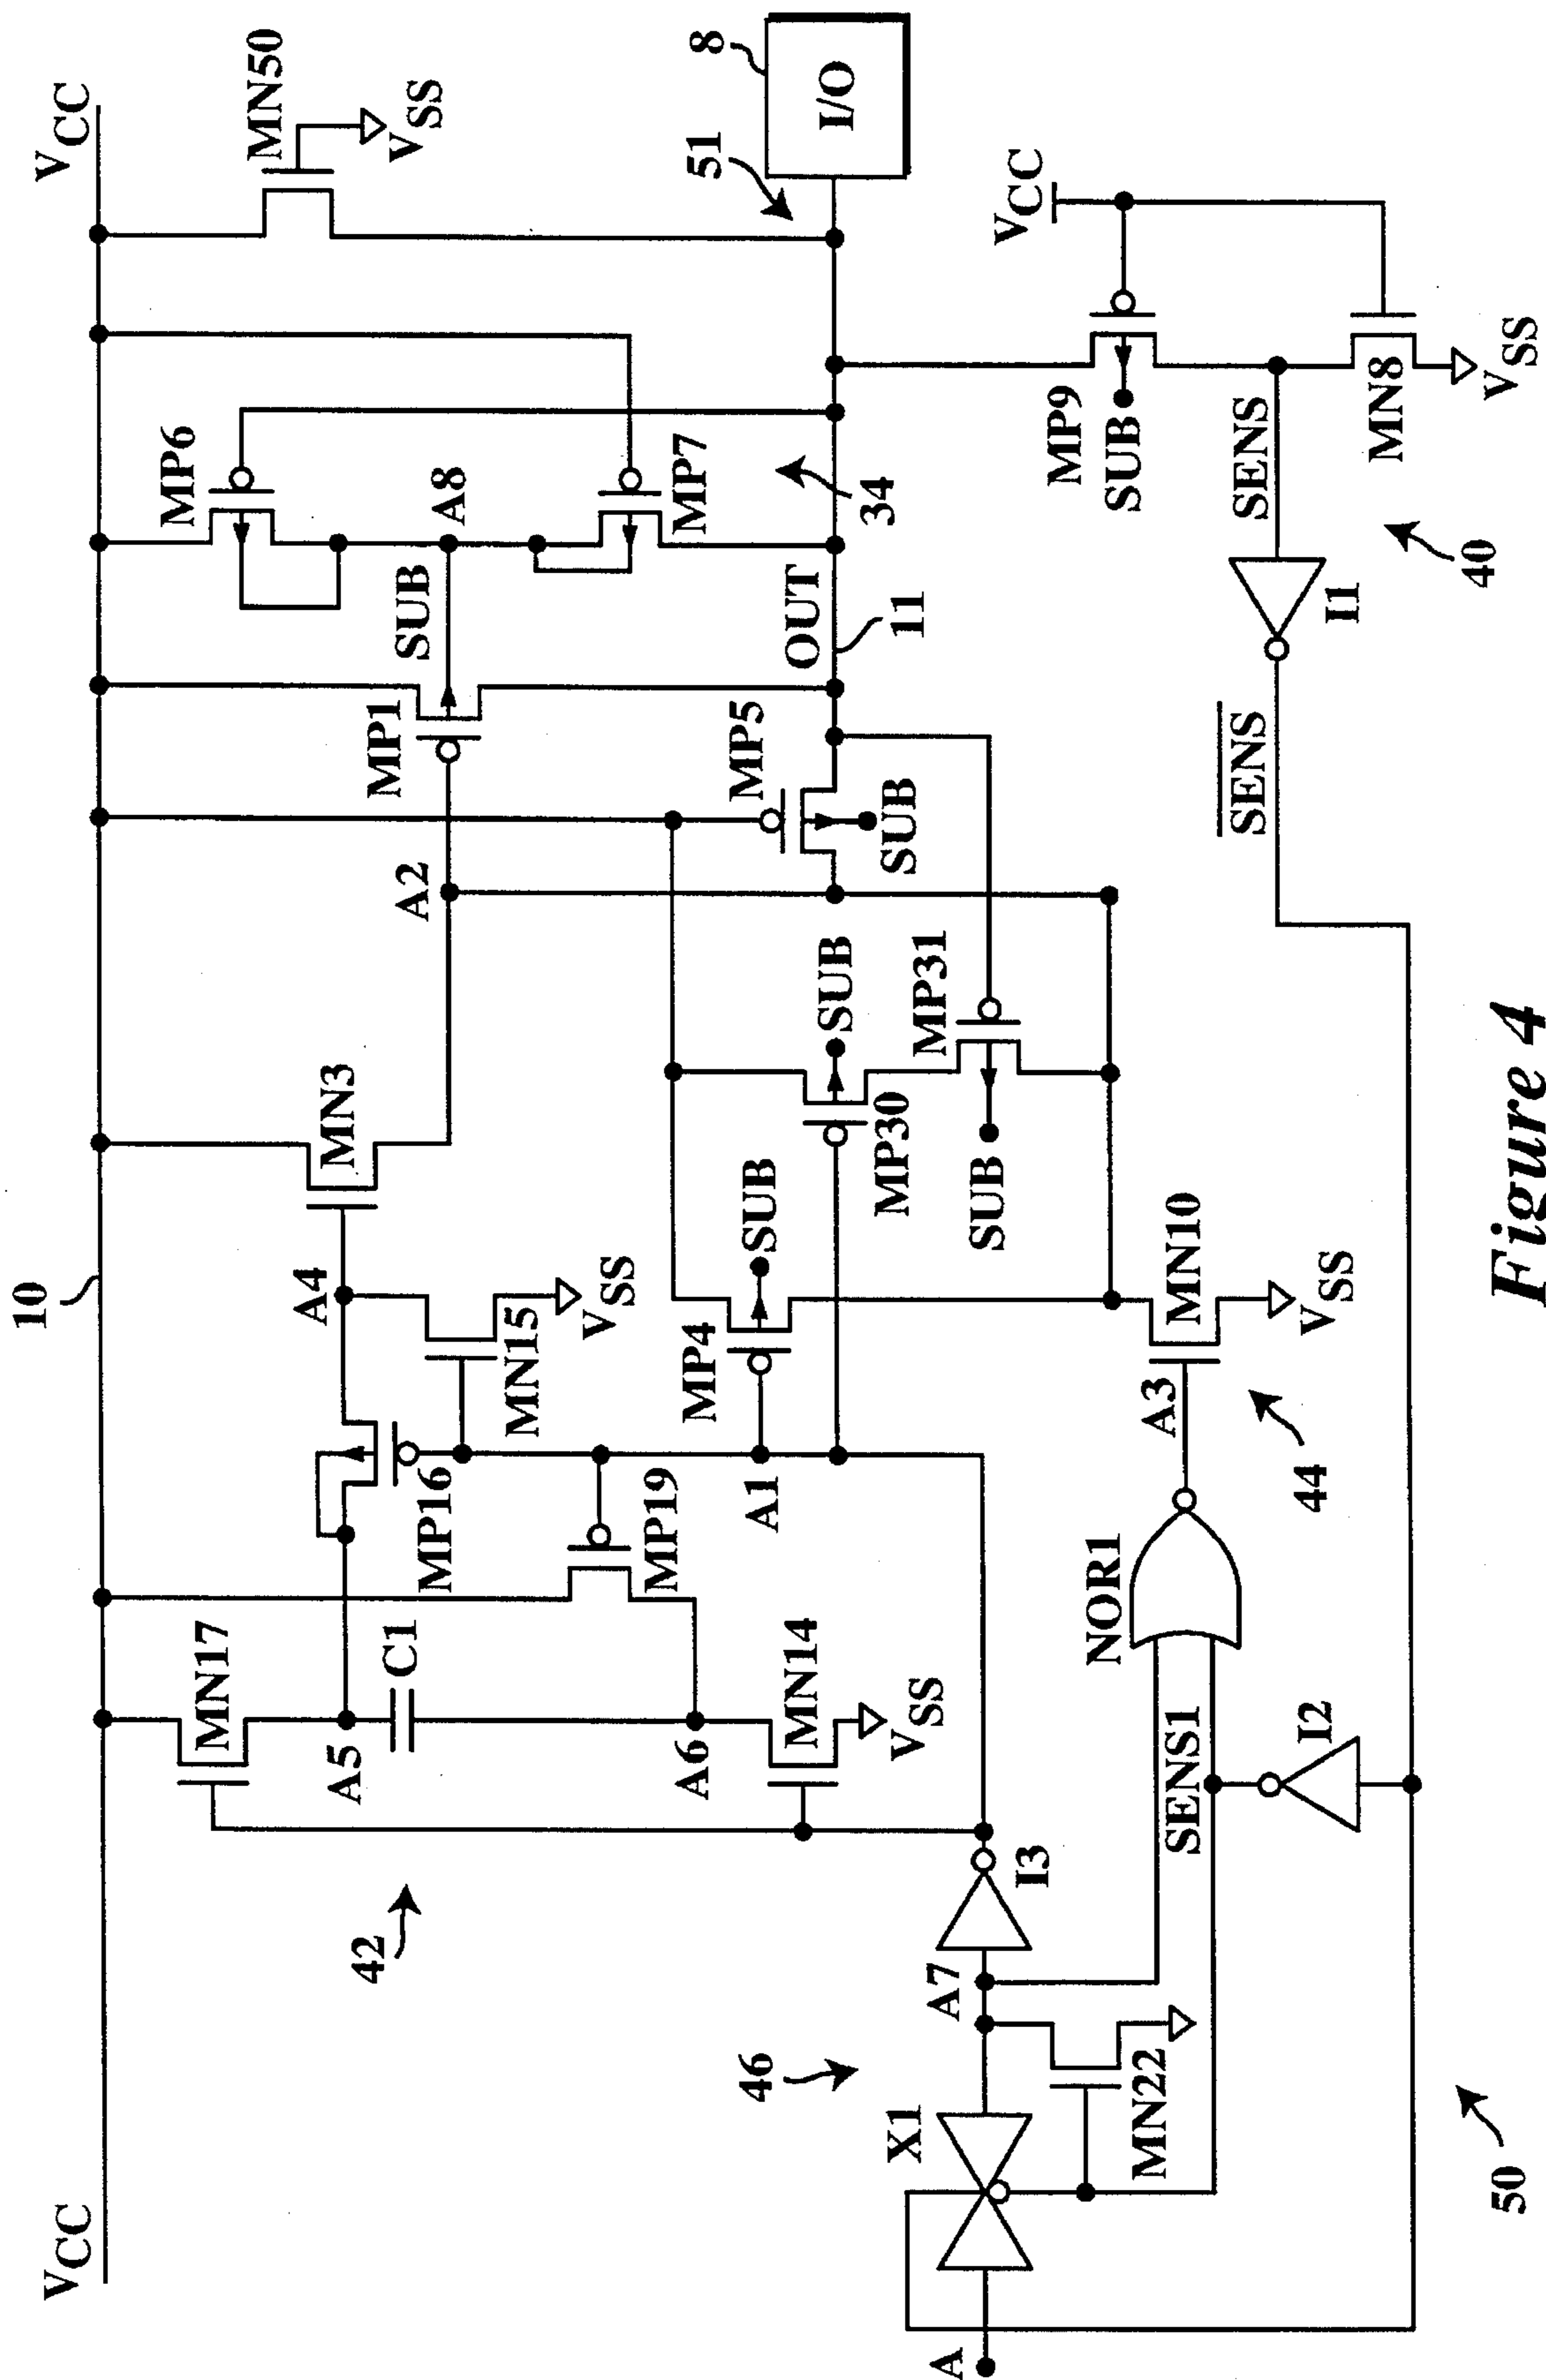 VCC
VCC
10
MN50
VSS
MP6
A8
SUB
MP1
MP7
34
51
8
I/O
OUT
11
MP5
SUB
A2
MN3
A4
MN15
VSS
MP16
MP19
A1
MN17
A5
C1
A6
MN14
VSS
42
MP4
SUB
MP30
SUB
MP31
SUB
MN10
A3
VSS
44
NOR1
SENS1
I2
I3
A7
46
X1
MN22
A
50
VCC
MP9
SUB
SENS
MN8
VSS
40
I1
SENS
Figure 4